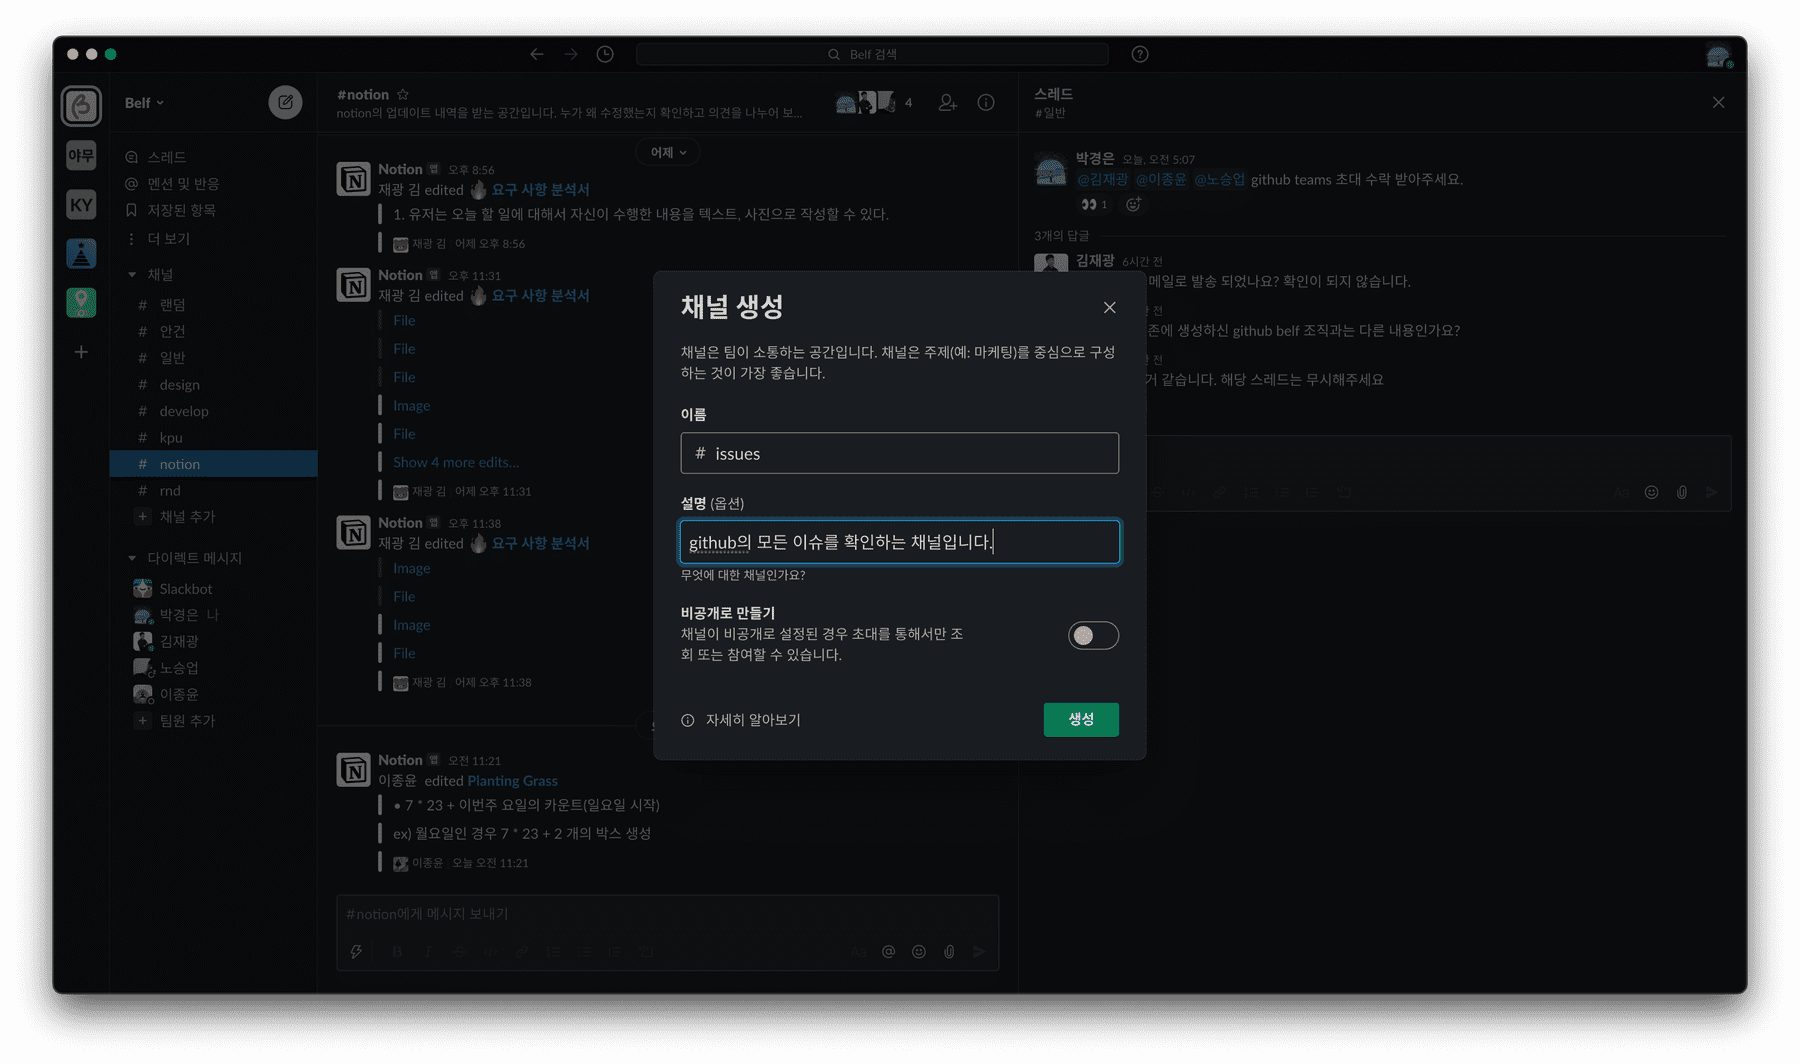 Belf 검색
Belf
야무
KY
스레드
멘션 및 반응
저장된 항목
더 보기
채널
# 랜덤
# 안건
# 일반
# design
# develop
# kpu
# notion
# rnd
+ 채널 추가
다이렉트 메시지
Slackbot
박경은 나
김재광
노승업
이종윤
+ 팀원 추가
#notion
notion의 업데이트 내역을 받는 공간입니다. 누가 왜 수정했는지 확인하고 의견을 나누어 보...
4
어제
Notion 앱 오후 8:56
재광 김 edited 🔥 요구 사항 분석서
1. 유저는 오늘 할 일에 대해서 자신이 수행한 내용을 텍스트, 사진으로 작성할 수 있다.
재광 김 어제 오후 8:56
Notion 앱 오후 11:31
재광 김 edited 🔥 요구 사항 분석서
File
File
File
Image
File
Show 4 more edits...
재광 김 어제 오후 11:31
Notion 앱 오후 11:38
재광 김 edited 🔥 요구 사항 분석서
Image
File
Image
File
재광 김 어제 오후 11:38
Notion 앱 오전 11:21
이종윤 edited Planting Grass
• 7 * 23 + 이번주 요일의 카운트(일요일 시작)
ex) 월요일인 경우 7 * 23 + 2 개의 박스 생성
이종윤 오늘 오전 11:21
#notion에게 메시지 보내기
Aa
채널 생성
채널은 팀이 소통하는 공간입니다. 채널은 주제(예: 마케팅)를 중심으로 구성
하는 것이 가장 좋습니다.
이름
# issues
설명 (옵션)
github의 모든 이슈를 확인하는 채널입니다.
무엇에 대한 채널인가요?
비공개로 만들기
채널이 비공개로 설정된 경우 초대를 통해서만 조
회 또는 참여할 수 있습니다.
자세히 알아보기
생성
스레드
#일반
박경은 오늘, 오전 5:07
@김재광 @이종윤 @노승업 github teams 초대 수락 받아주세요.
👀 1
3개의 답글
김재광 6시간 전
메일로 발송 되었나요? 확인이 되지 않습니다.
전
존에 생성하신 github belf 조직과는 다른 내용인가요?
전
거 같습니다. 해당 스레드는 무시해주세요
Aa